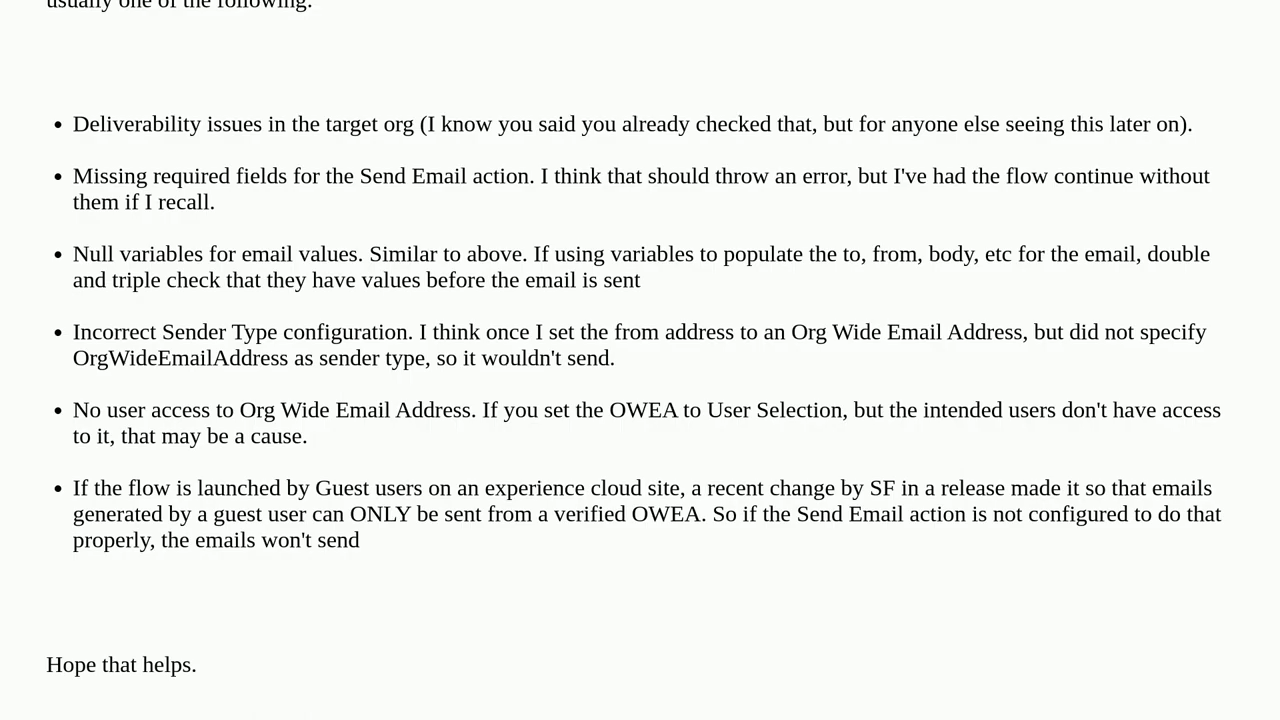 usually one of the following:
• Deliverability issues in the target org (I know you said you already checked that, but for anyone else seeing this later on).
• Missing required fields for the Send Email action. I think that should throw an error, but I've had the flow continue without
them if I recall.
• Null variables for email values. Similar to above. If using variables to populate the to, from, body, etc for the email, double
and triple check that they have values before the email is sent
• Incorrect Sender Type configuration. I think once I set the from address to an Org Wide Email Address, but did not specify
OrgWideEmailAddress as sender type, so it wouldn't send.
• No user access to Org Wide Email Address. If you set the OWEA to User Selection, but the intended users don't have access
to it, that may be a cause.
• If the flow is launched by Guest users on an experience cloud site, a recent change by SF in a release made it so that emails
generated by a guest user can ONLY be sent from a verified OWEA. So if the Send Email action is not configured to do that
properly, the emails won't send
Hope that helps.